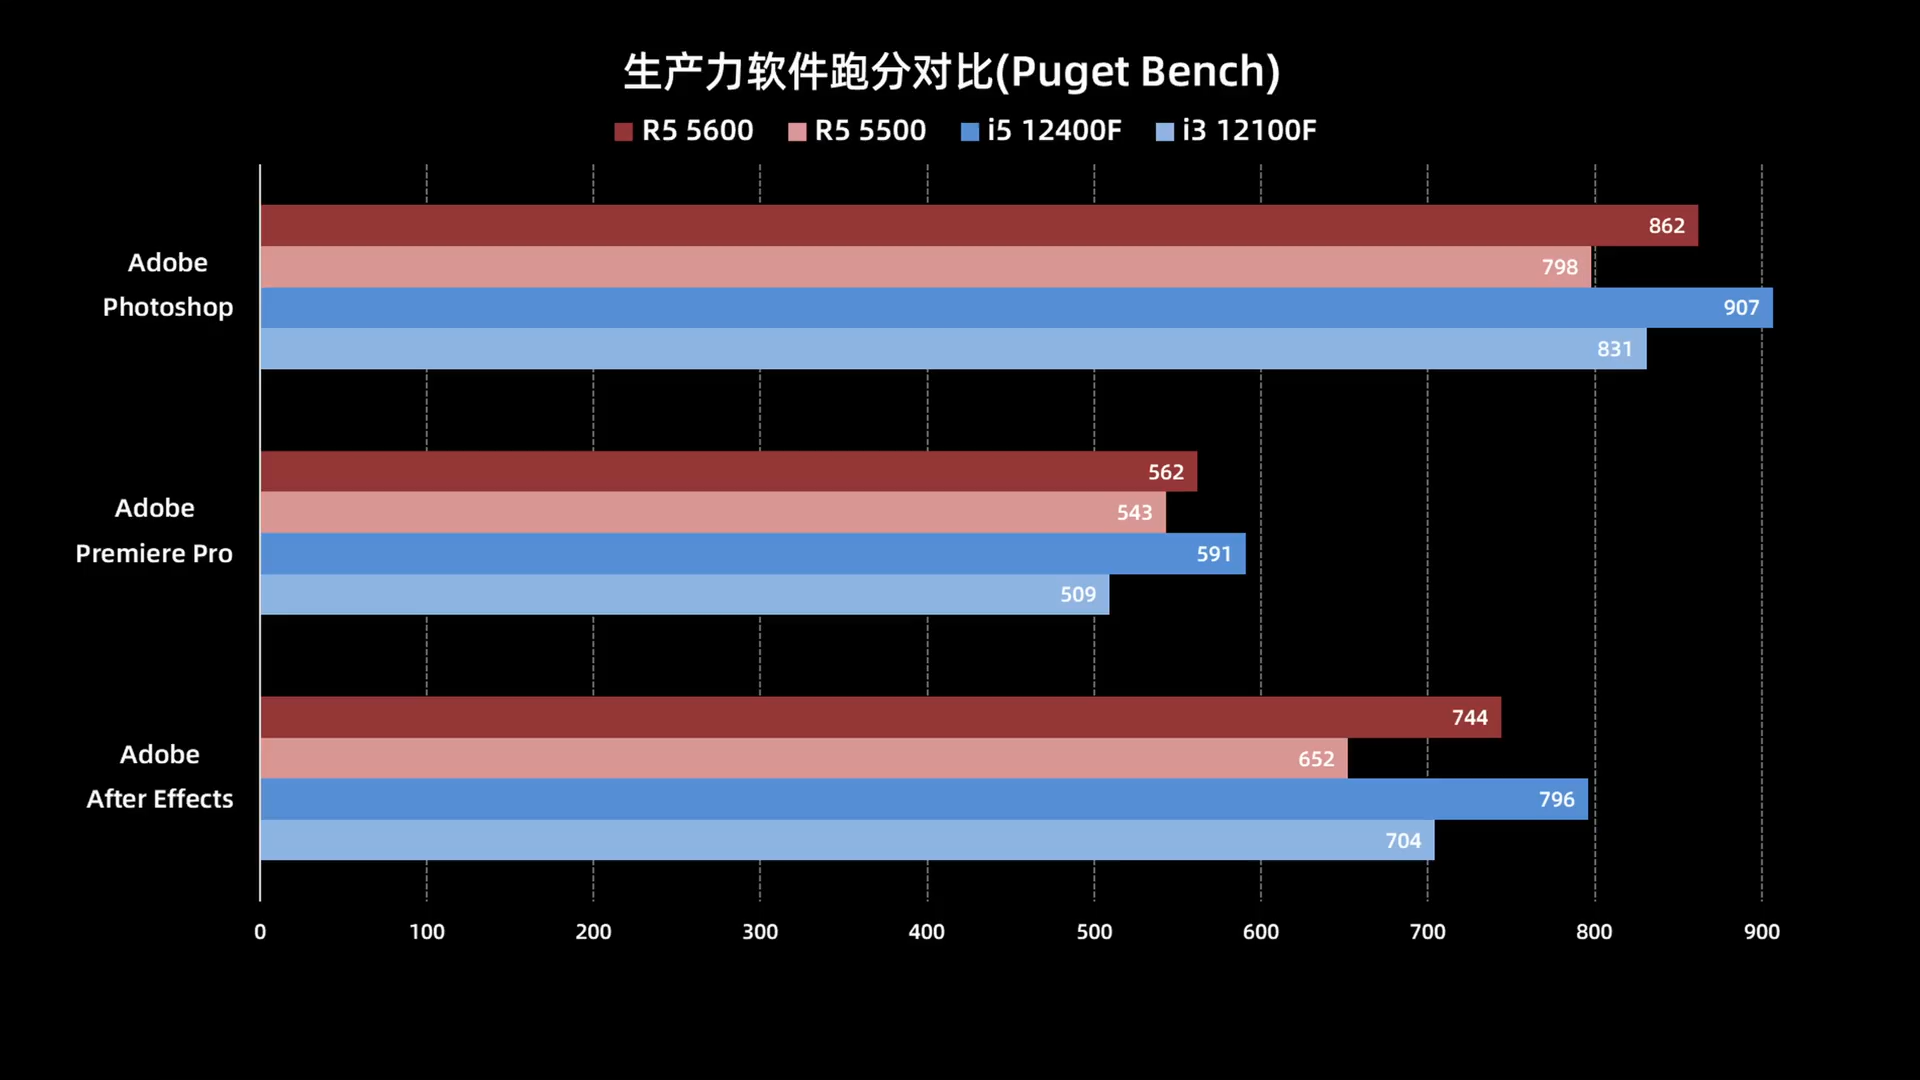 生产力软件跑分对比(Puget Bench)
R5 5600 R5 5500 i5 12400F i3 12100F
Adobe
Photoshop
862
798
907
831
Adobe
Premiere Pro
562
543
591
509
Adobe
After Effects
744
652
796
704
0 100 200 300 400 500 600 700 800 900